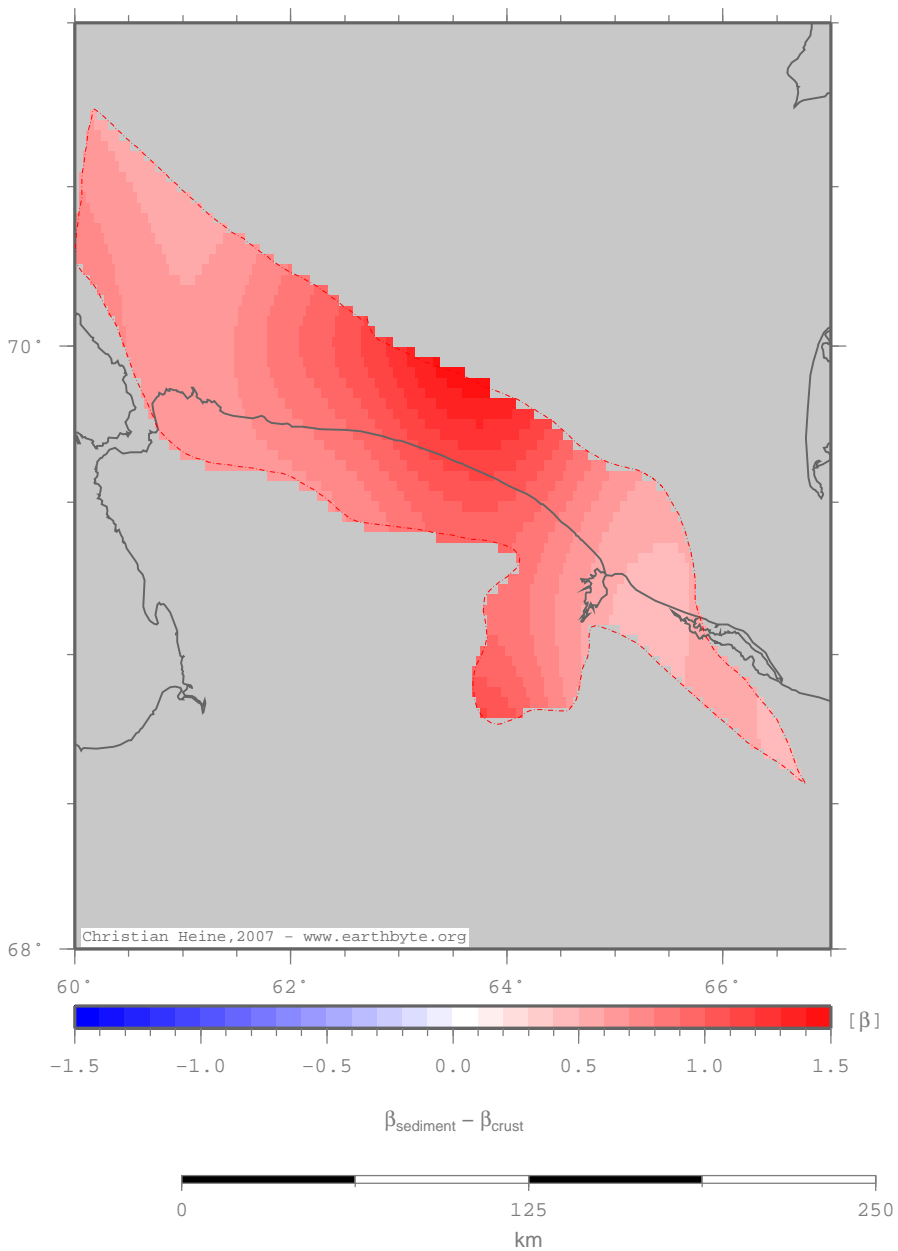 70°
68°
Christian Heine,2007 - www.earthbyte.org
60° 62° 64° 66°
[β]
-1.5 -1.0 -0.5 0.0 0.5 1.0 1.5
βsediment – βcrust
0 125 250
km